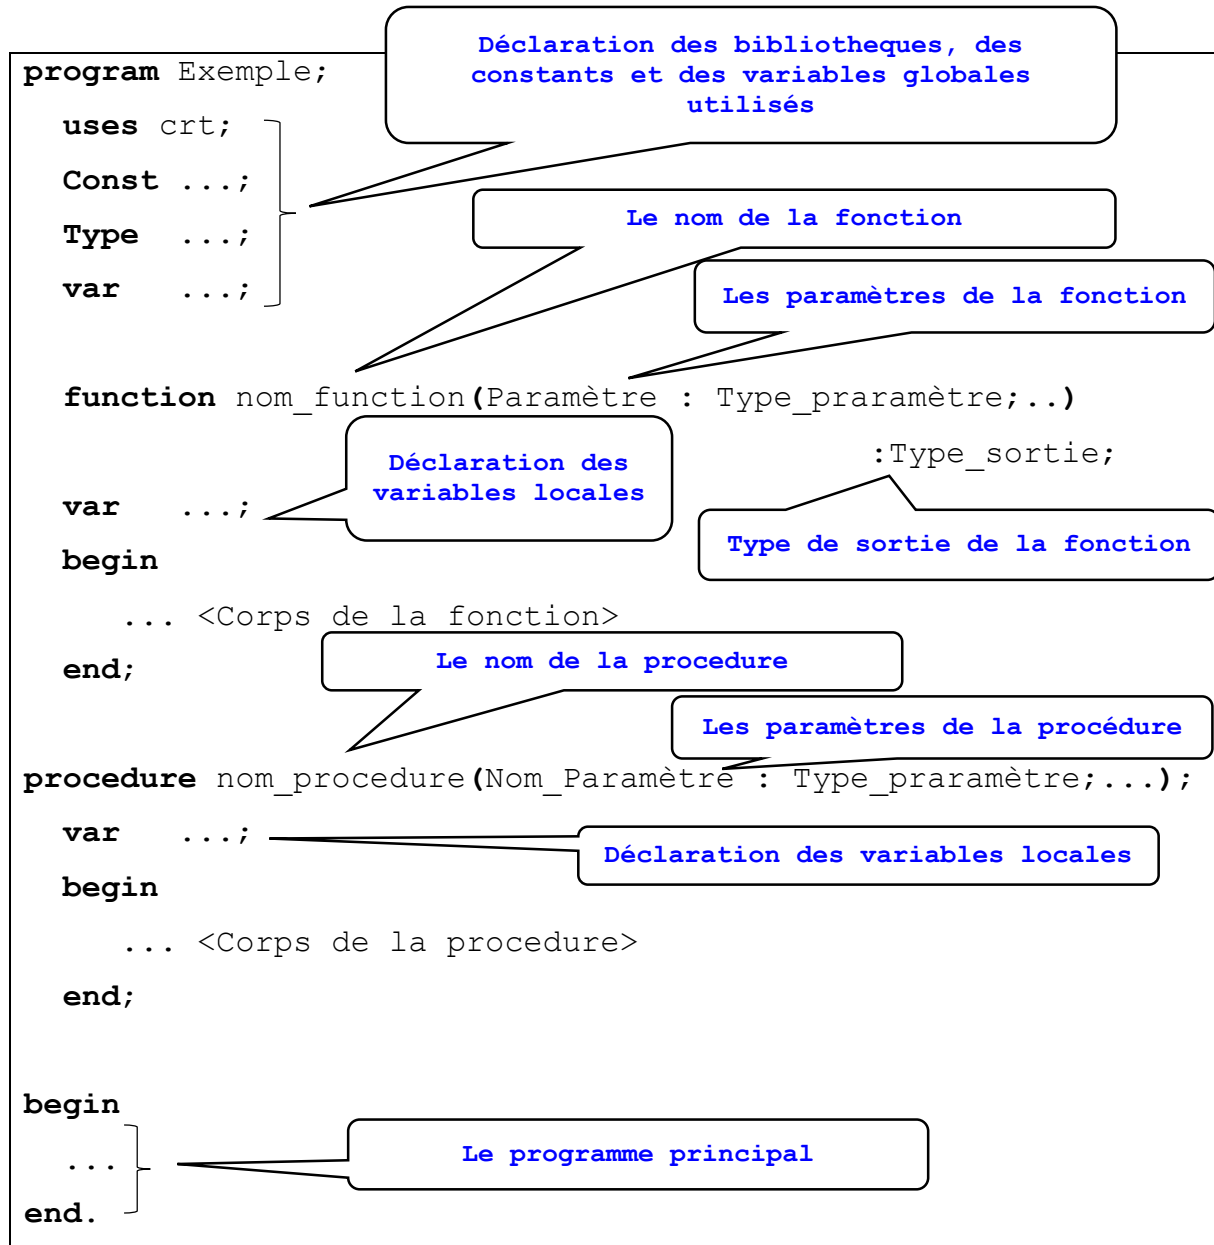 Déclaration des bibliotheques, des
constants et des variables globales
utilisés
program Exemple;
uses crt;
Const ...;
Type ...;
Le nom de la fonction
var ...;
Les paramètres de la fonction
function nom_function(Paramètre : Type_praramètre;..)
:Type_sortie;
Déclaration des
variables locales
var ...;
Type de sortie de la fonction
begin
... <Corps de la fonction>
end;
Le nom de la procedure
Les paramètres de la procédure
procedure nom_procedure(Nom_Paramètre : Type_praramètre;...);
var ...;
Déclaration des variables locales
begin
... <Corps de la procedure>
end;
begin
...
Le programme principal
end.